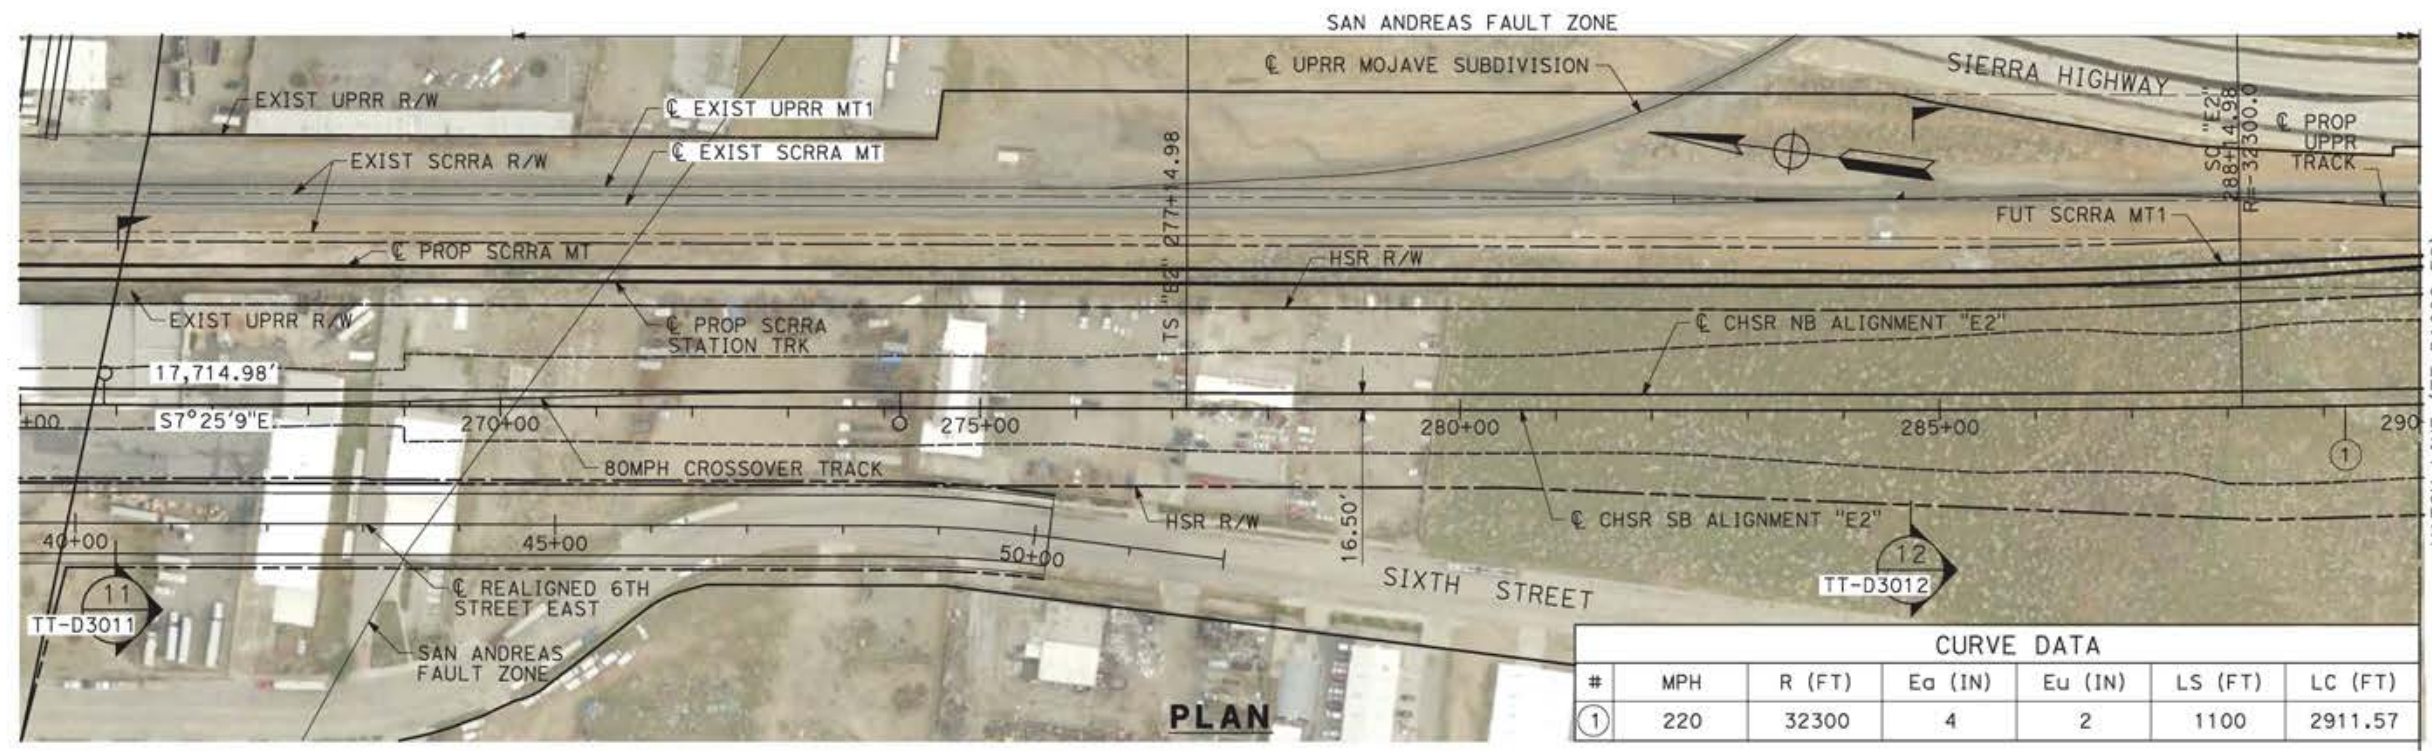 SAN ANDREAS FAULT ZONE
℄ UPRR MOJAVE SUBDIVISION
SIERRA HIGHWAY
EXIST UPRR R/W
℄ EXIST UPRR MT1
℄ EXIST SCRRA MT
EXIST SCRRA R/W
TS "E2" 277+14.98
SC "E2"
288+14.98
R=-32300.0
℄ PROP
UPPR
TRACK
FUT SCRRA MT1
℄ PROP SCRRA MT
HSR R/W
EXIST UPRR R/W
℄ PROP SCRRA
STATION TRK
℄ CHSR NB ALIGNMENT "E2"
17,714.98'
S7°25'9"E
+00
270+00
275+00
280+00
285+00
290
1
80MPH CROSSOVER TRACK
HSR R/W
16.50'
℄ CHSR SB ALIGNMENT "E2"
40+00
45+00
50+00
11
TT-D3011
℄ REALIGNED 6TH
STREET EAST
SIXTH STREET
12
TT-D3012
SAN ANDREAS
FAULT ZONE
PLAN
CURVE DATA
# MPH R (FT) Ea (IN) Eu (IN) LS (FT) LC (FT)
1 220 32300 4 2 1100 2911.57